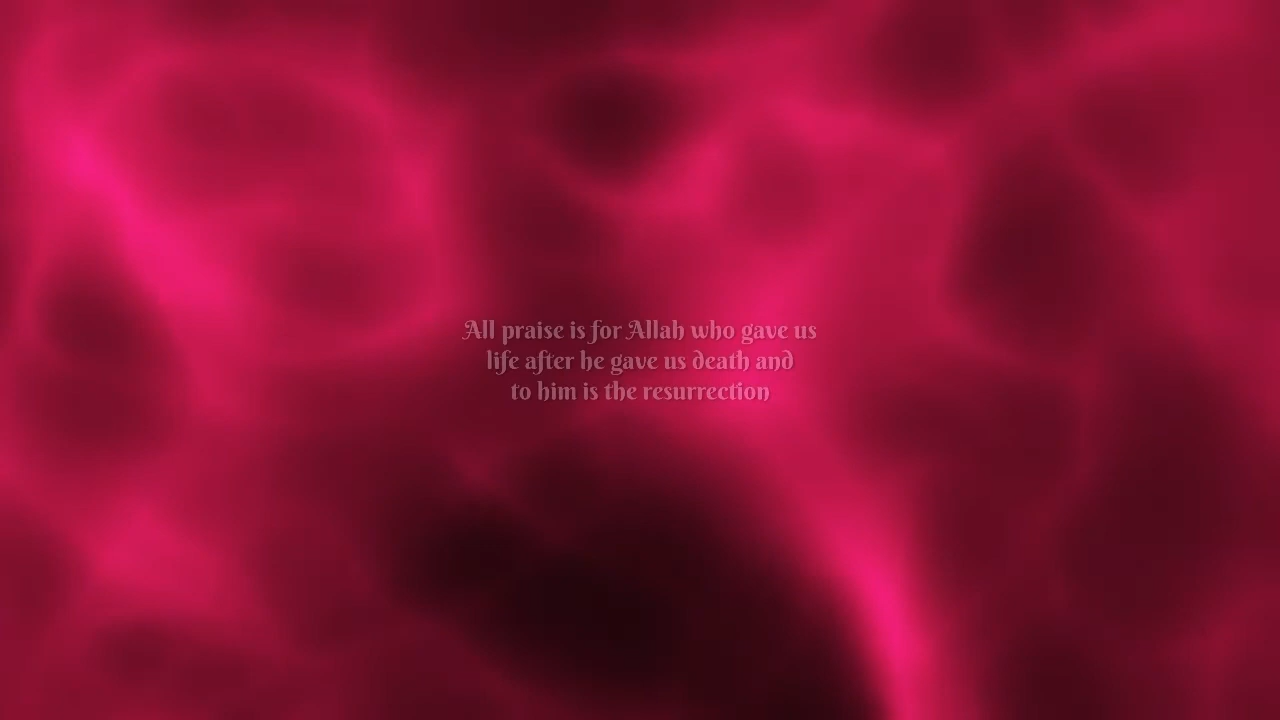 All praise is for Allah who gave us
life after he gave us death and
to him is the resurrection